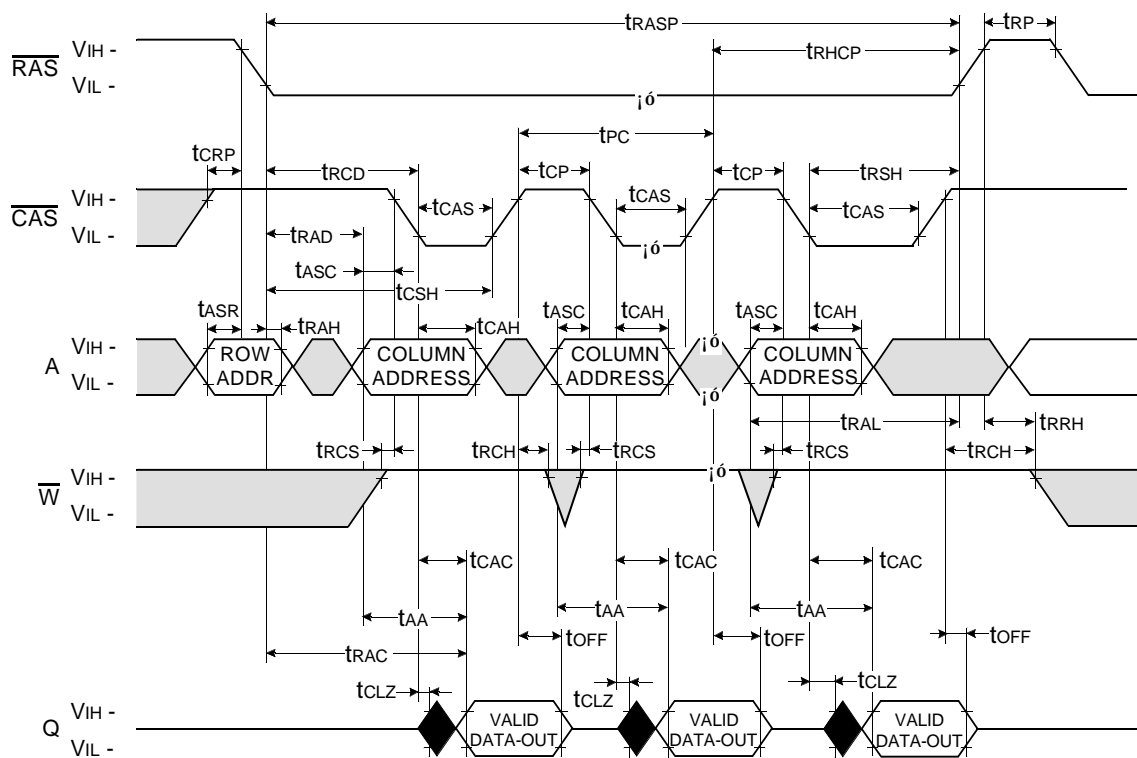 tRASP
tRP
VIH -
tRHCP
RAS
VIL -
¡ó
tPC
tCRP
tRCD
tCP
tCP
tRSH
VIH -
tCAS
tCAS
tCAS
CAS
VIL -
¡ó
tRAD
tASC
tCSH
tASR
tRAH
tCAH
tASC
tCAH
tASC
tCAH
VIH -
¡ó
A
ROW ADDR
COLUMN ADDRESS
COLUMN ADDRESS
COLUMN ADDRESS
VIL -
¡ó
tRAL
tRRH
tRCS
tRCH
tRCS
tRCS
tRCH
VIH -
¡ó
W
VIL -
tCAC
tCAC
tCAC
tAA
tAA
tAA
tOFF
tOFF
tOFF
tRAC
tCLZ
tCLZ
tCLZ
VIH -
Q
VALID DATA-OUT
VALID DATA-OUT
VALID DATA-OUT
VIL -